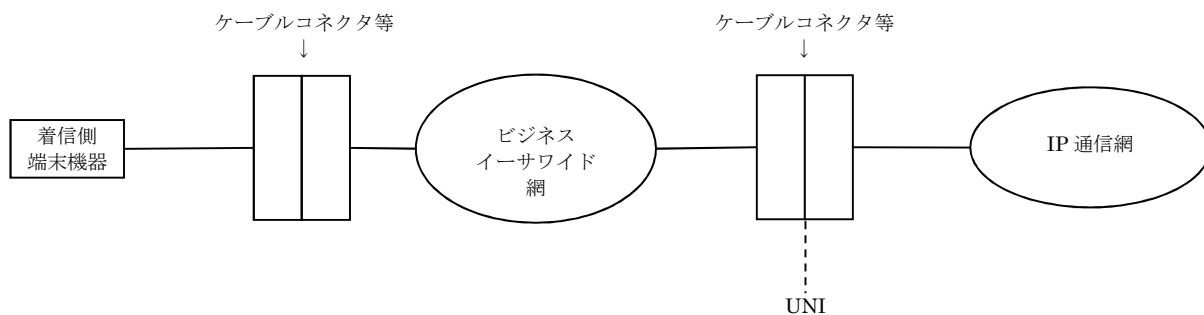 ケーブルコネクタ等
↓
ケーブルコネクタ等
↓
着信側
端末機器
ビジネス
イーサワイド
網
IP 通信網
UNI